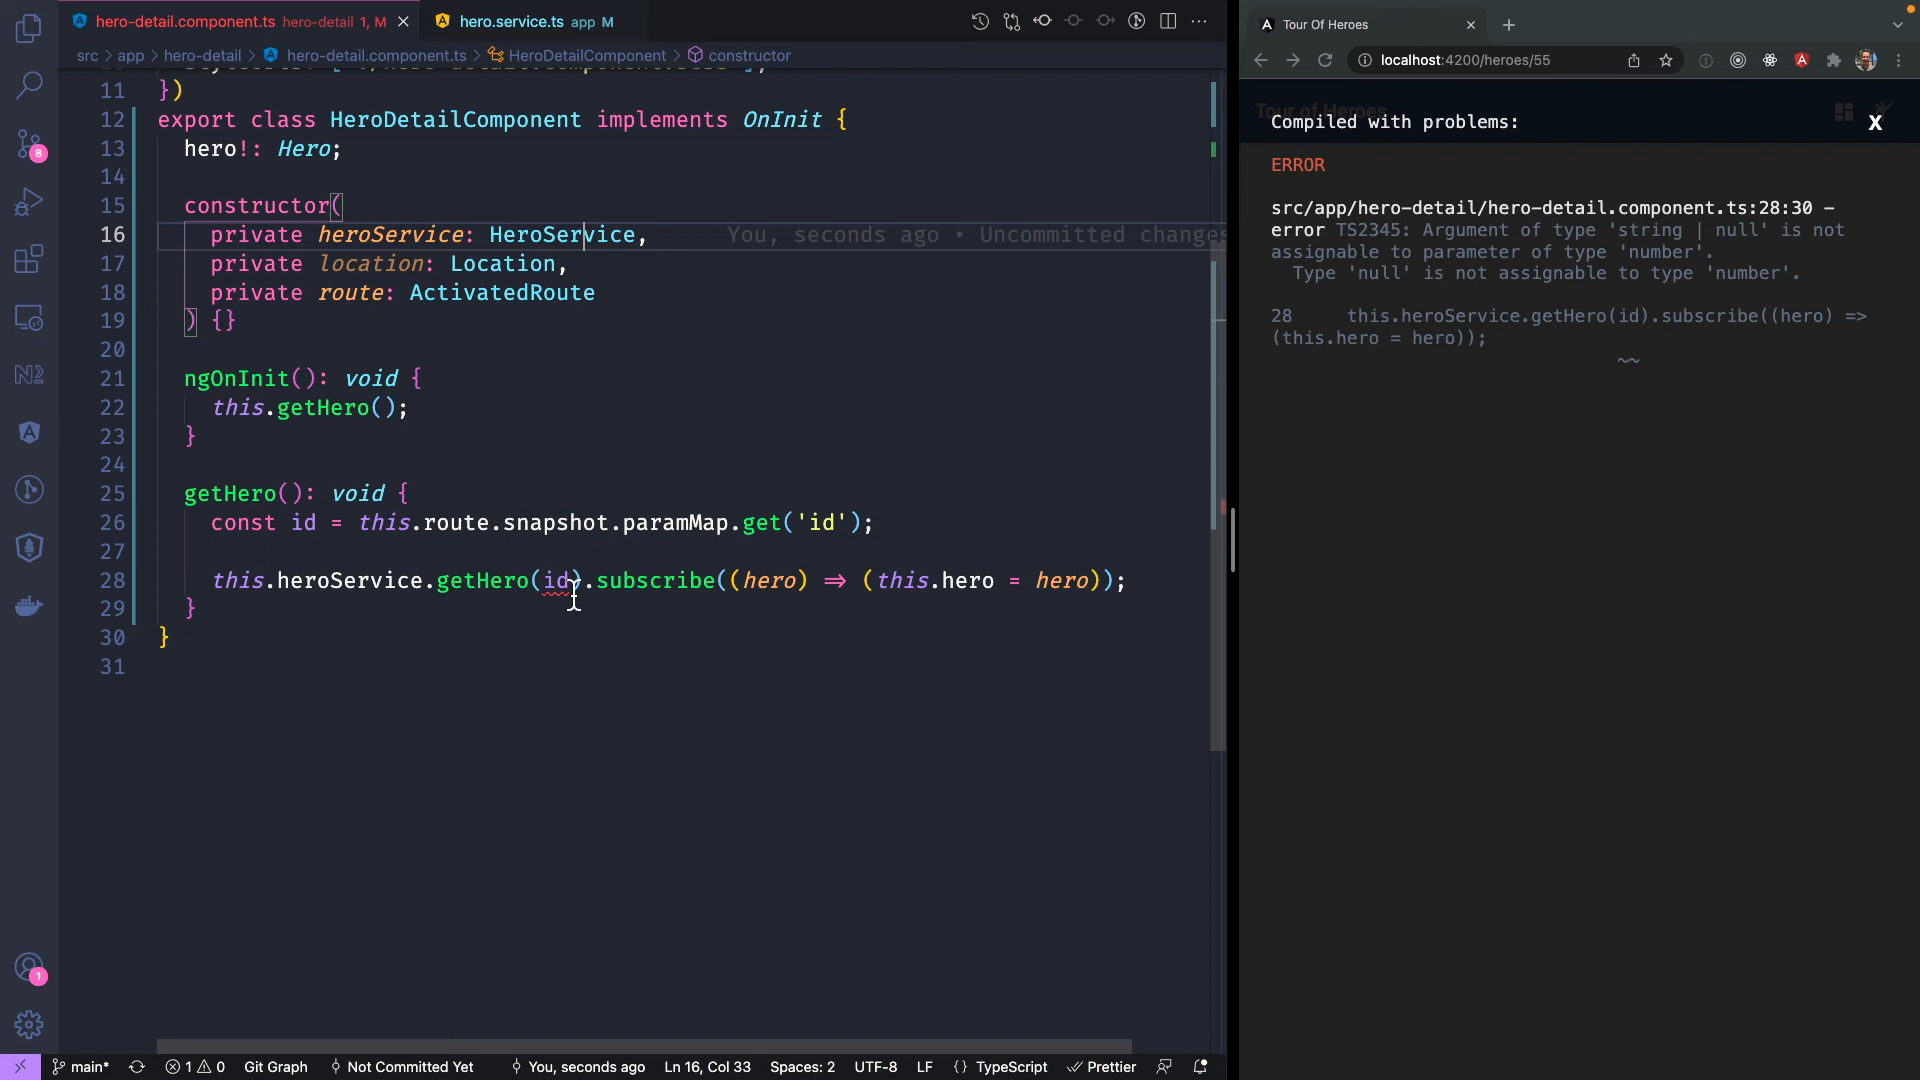 hero-detail.component.ts hero-detail 1, M
hero.service.ts app M
Tour Of Heroes
src > app > hero-detail > hero-detail.component.ts > HeroDetailComponent > constructor
localhost:4200/heroes/55
11 })
12 export class HeroDetailComponent implements OnInit {
13 hero!: Hero;
14
15 constructor(
16 private heroService: HeroService, You, seconds ago • Uncommitted changes
17 private location: Location,
18 private route: ActivatedRoute
19 ) {}
20
21 ngOnInit(): void {
22 this.getHero();
23 }
24
25 getHero(): void {
26 const id = this.route.snapshot.paramMap.get('id');
27
28 this.heroService.getHero(id).subscribe((hero) => (this.hero = hero));
29 }
30 }
31
8
1
main* 1 0 Git Graph Not Committed Yet You, seconds ago Ln 16, Col 33 Spaces: 2 UTF-8 LF {} TypeScript Prettier
Tour of Heroes
Compiled with problems: X
ERROR
src/app/hero-detail/hero-detail.component.ts:28:30 –
error TS2345: Argument of type 'string | null' is not
assignable to parameter of type 'number'.
Type 'null' is not assignable to type 'number'.
28 this.heroService.getHero(id).subscribe((hero) =>
(this.hero = hero));
~~